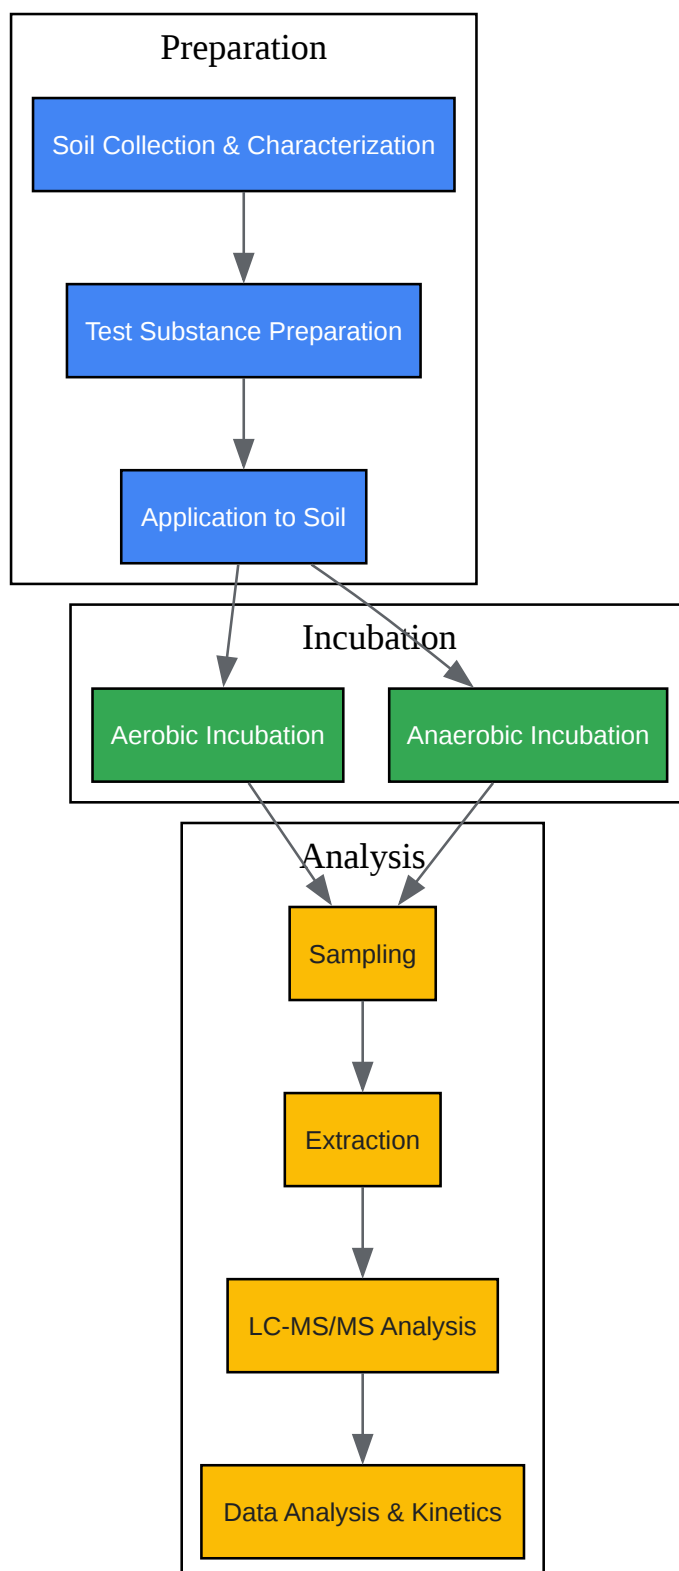 Preparation
Soil Collection & Characterization
Test Substance Preparation
Application to Soil
Incubation
Aerobic Incubation
Anaerobic Incubation
Analysis
Sampling
Extraction
LC-MS/MS Analysis
Data Analysis & Kinetics